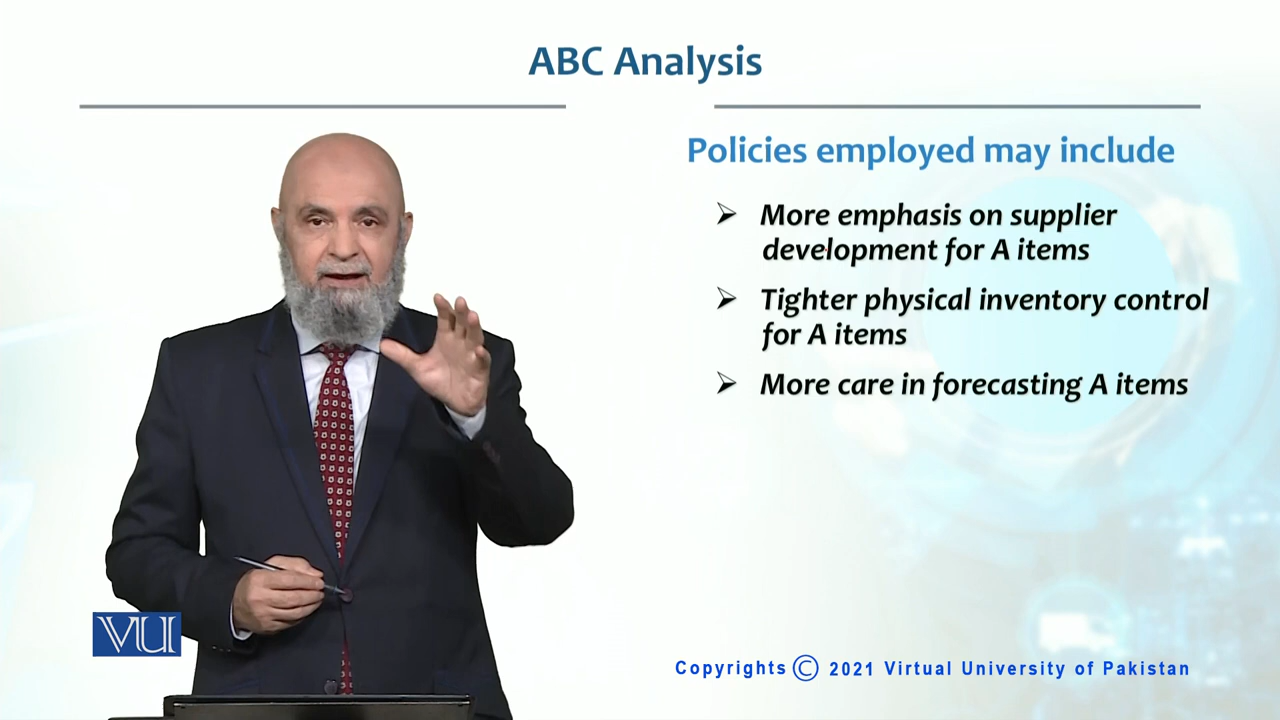 ABC Analysis
Policies employed may include
➢ More emphasis on supplier
development for A items
➢ Tighter physical inventory control
for A items
➢ More care in forecasting A items
VU
Copyrights © 2021 Virtual University of Pakistan